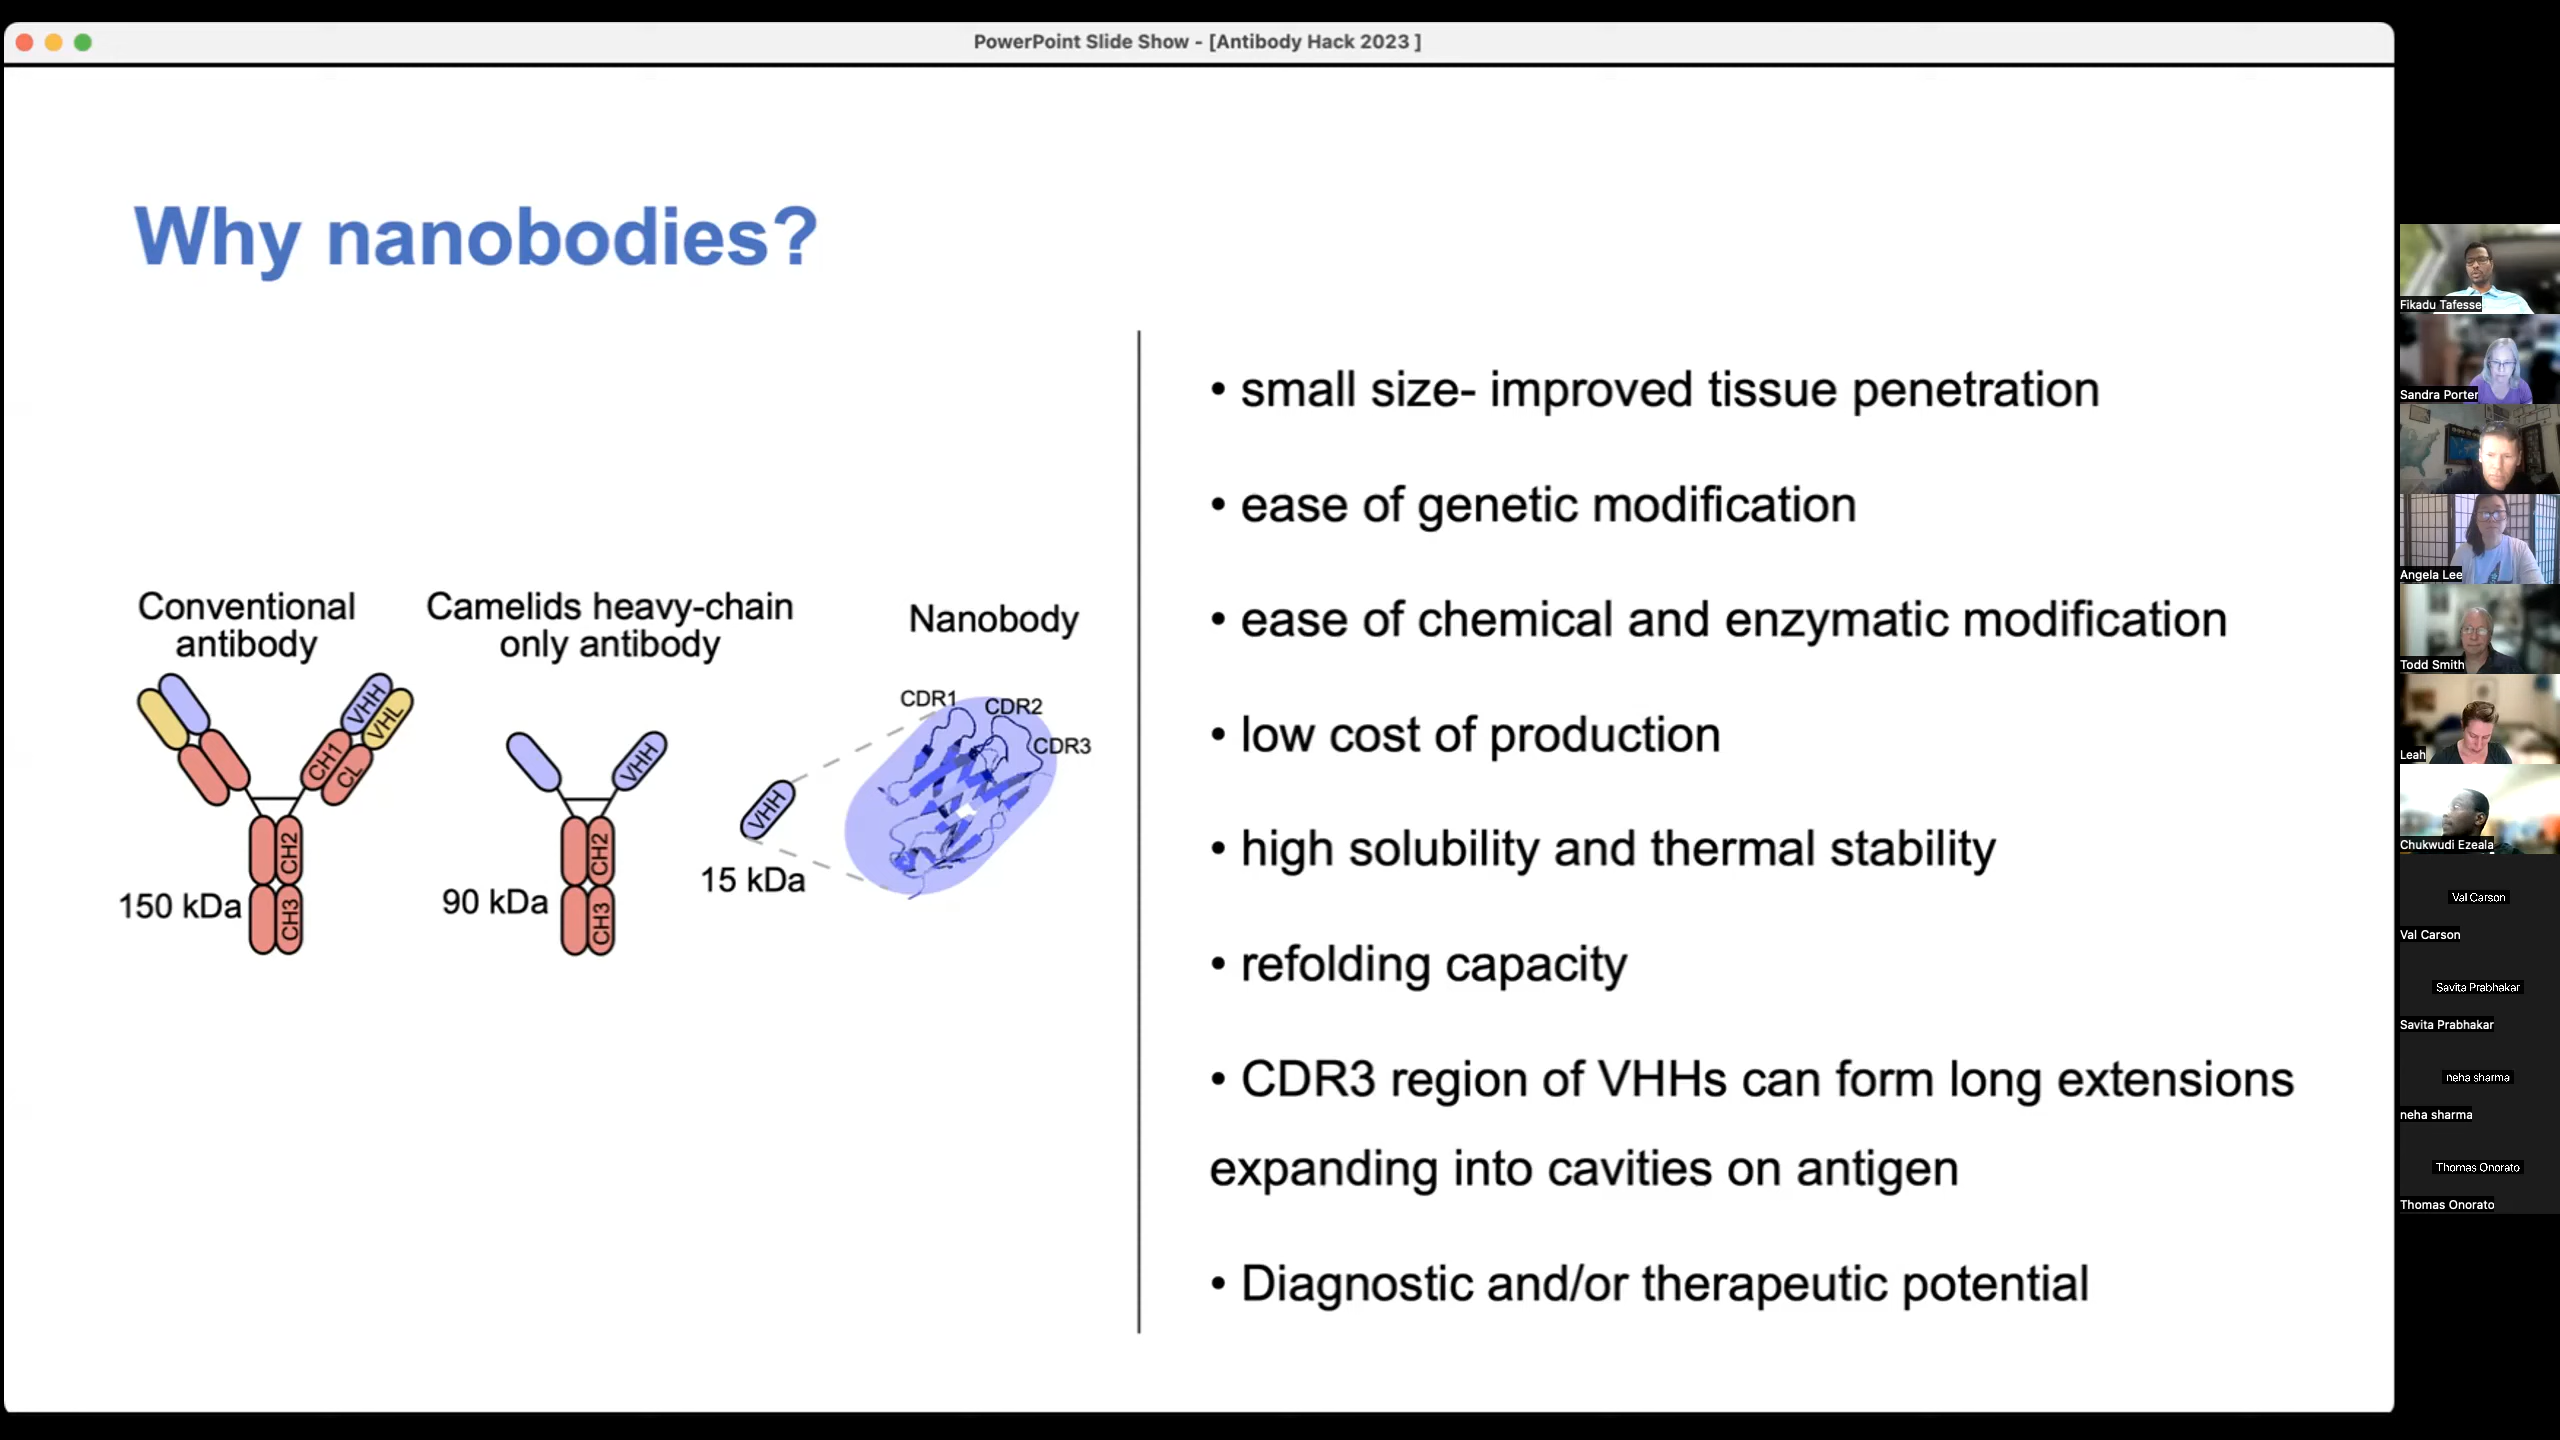 PowerPoint Slide Show - [Antibody Hack 2023 ]
Why nanobodies?
Conventional
antibody
Camelids heavy-chain
only antibody
Nanobody
VHH
VHL
CH1
CL
CH2
CH3
150 kDa
VHH
CH2
CH3
90 kDa
VHH
15 kDa
CDR1
CDR2
CDR3
• small size- improved tissue penetration
• ease of genetic modification
• ease of chemical and enzymatic modification
• low cost of production
• high solubility and thermal stability
• refolding capacity
• CDR3 region of VHHs can form long extensions
expanding into cavities on antigen
• Diagnostic and/or therapeutic potential
Fikadu Tafesse
Sandra Porter
Angela Lee
Todd Smith
Leah
Chukwudi Ezeala
Val Carson
Val Carson
Savita Prabhakar
Savita Prabhakar
neha sharma
neha sharma
Thomas Onorato
Thomas Onorato